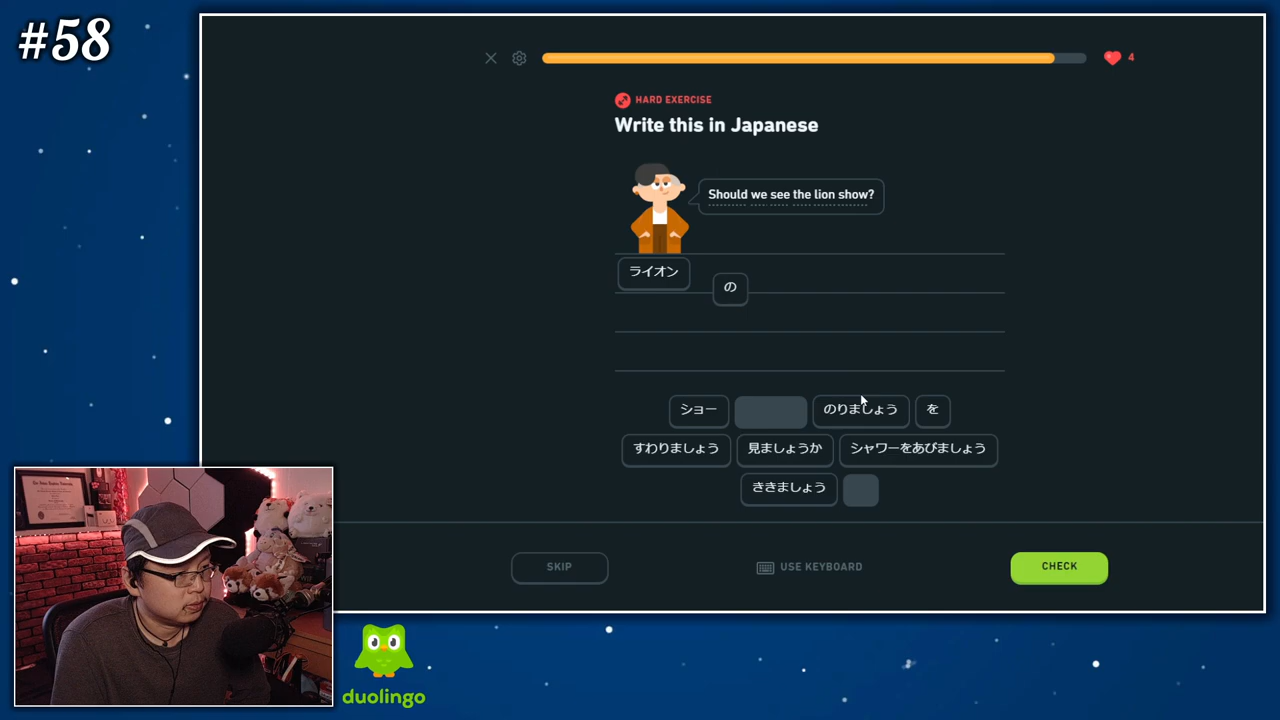 #58
4
HARD EXERCISE
Write this in Japanese
Should we see the lion show?
ライオン
の
ショー のりましょう を
すわりましょう 見ましょうか シャワーをあびましょう
ききましょう
SKIP USE KEYBOARD CHECK
duolingo